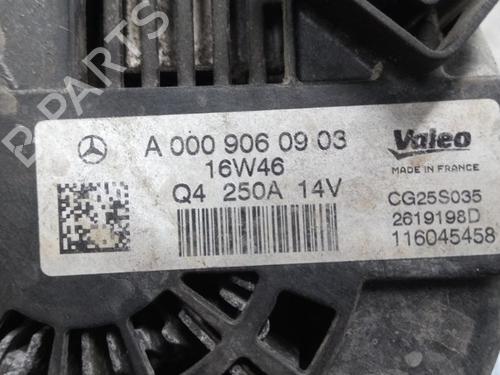 B-PARTS
A 000 906 09 03
16W46
Q4 250A 14V
Valeo
MADE IN FRANCE
CG25S035
2619198D
116045458